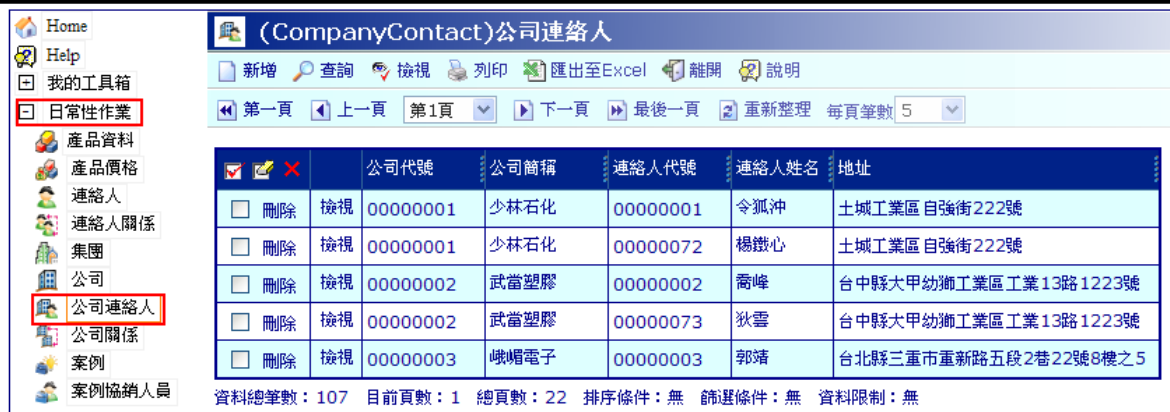 Home
Help
我的工具箱
日常性作業
產品資料
產品價格
連絡人
連絡人關係
集團
公司
公司連絡人
公司關係
案例
案例協銷人員
(CompanyContact)公司連絡人
新增 查詢 檢視 列印 匯出至Excel 離開 說明
第一頁 上一頁 第1頁 下一頁 最後一頁 重新整理 每頁筆數 5
公司代號 公司簡稱 連絡人代號 連絡人姓名 地址
刪除 檢視 00000001 少林石化 00000001 令狐沖 土城工業區自強街222號
刪除 檢視 00000001 少林石化 00000072 楊鐵心 土城工業區自強街222號
刪除 檢視 00000002 武當塑膠 00000002 喬峰 台中縣大甲幼獅工業區工業13路1223號
刪除 檢視 00000002 武當塑膠 00000073 狄雲 台中縣大甲幼獅工業區工業13路1223號
刪除 檢視 00000003 峨嵋電子 00000003 郭靖 台北縣三重市重新路五段2巷22號8樓之5
資料總筆數：107 目前頁數：1 總頁數：22 排序條件：無 篩選條件：無 資料限制：無